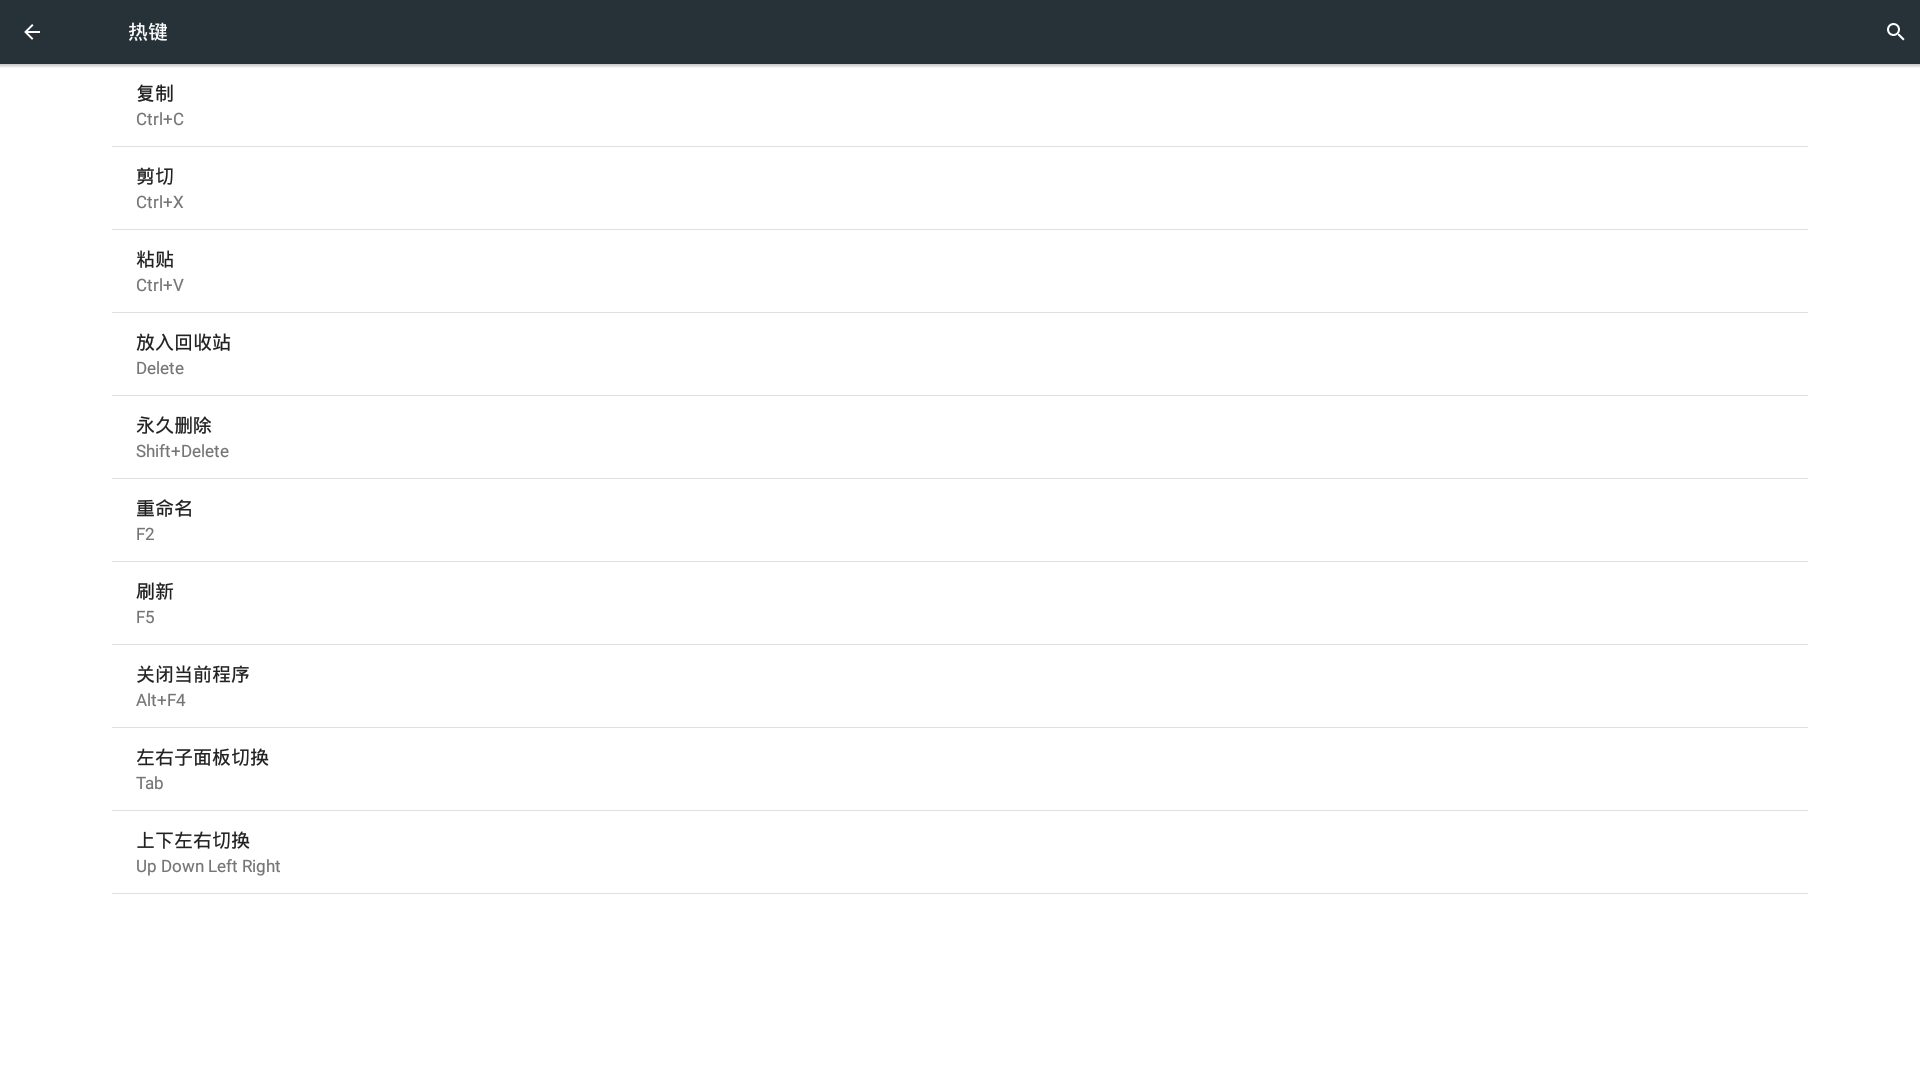 热键
复制
Ctrl+C
剪切
Ctrl+X
粘贴
Ctrl+V
放入回收站
Delete
永久删除
Shift+Delete
重命名
F2
刷新
F5
关闭当前程序
Alt+F4
左右子面板切换
Tab
上下左右切换
Up Down Left Right